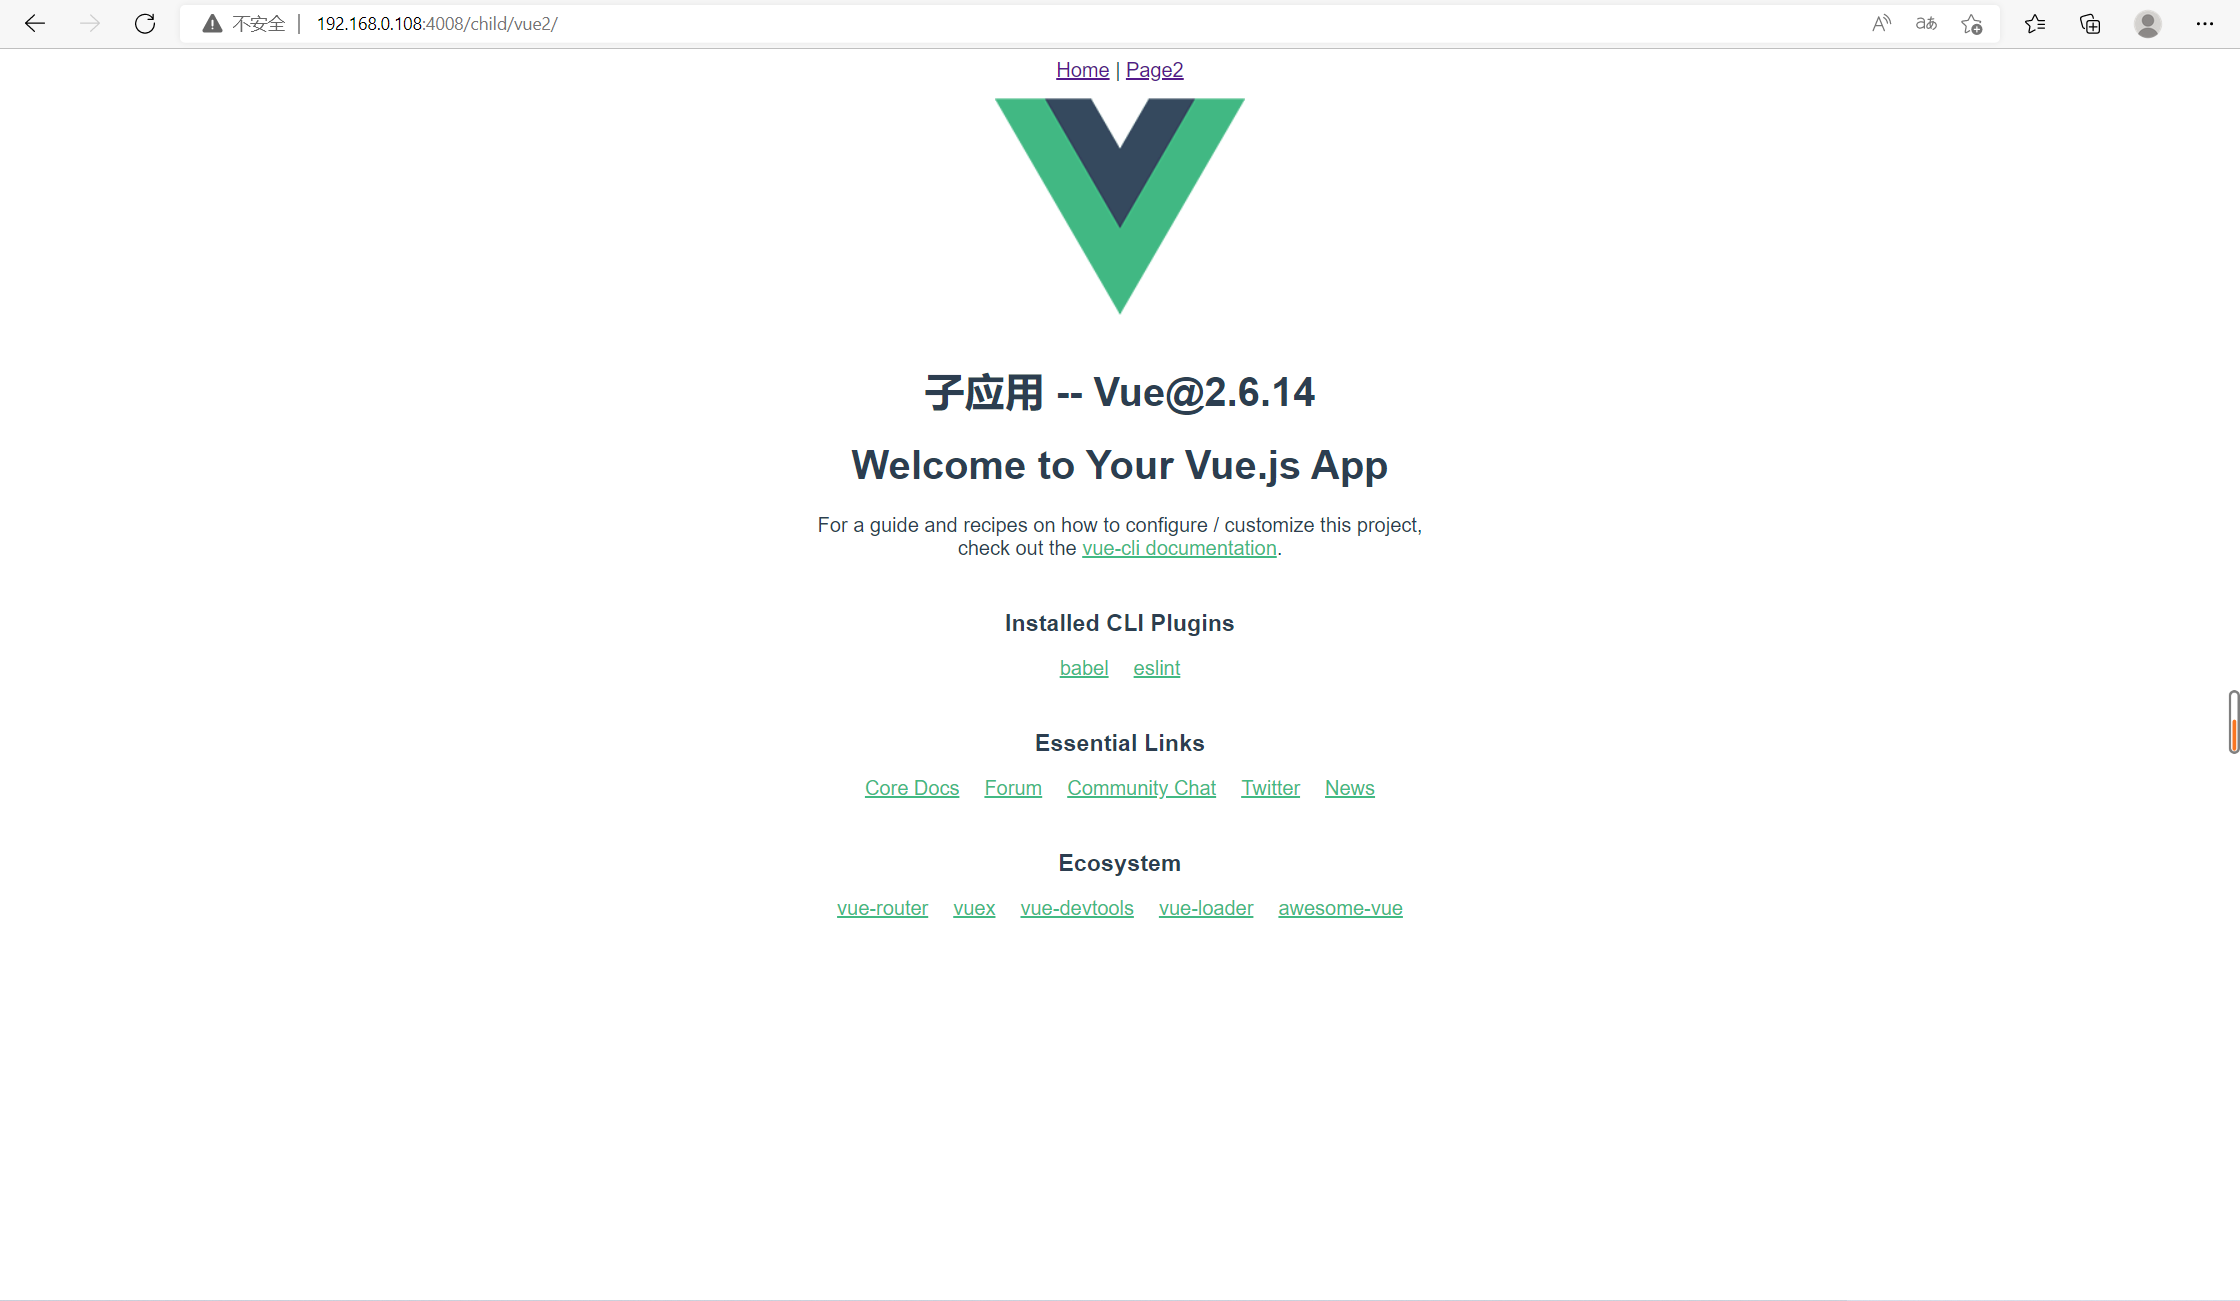 不安全 | 192.168.0.108:4008/child/vue2/
Home | Page2
子应用 -- Vue@2.6.14
Welcome to Your Vue.js App
For a guide and recipes on how to configure / customize this project,
check out the vue-cli documentation.
Installed CLI Plugins
babel eslint
Essential Links
Core Docs Forum Community Chat Twitter News
Ecosystem
vue-router vuex vue-devtools vue-loader awesome-vue